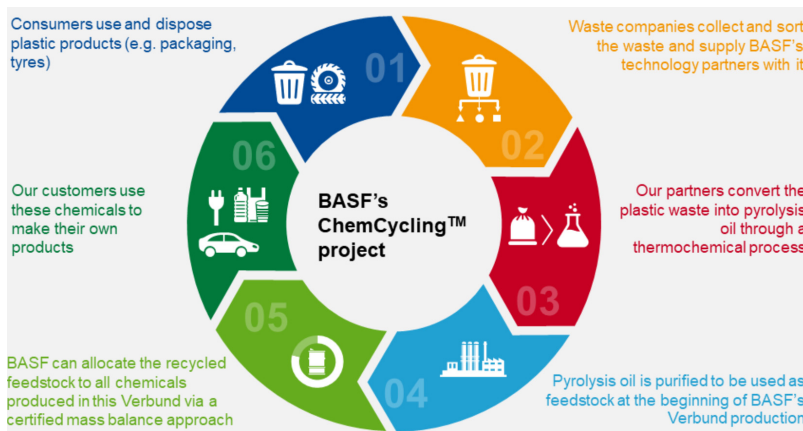 Consumers use and dispose
plastic products (e.g. packaging,
tyres)
01
Waste companies collect and sort
the waste and supply BASF's
technology partners with it
02
Our partners convert the
plastic waste into pyrolysis
oil through a
thermochemical process
03
Pyrolysis oil is purified to be used as
feedstock at the beginning of BASF's
Verbund production
04
BASF can allocate the recycled
feedstock to all chemicals
produced in this Verbund via a
certified mass balance approach
05
Our customers use
these chemicals to
make their own
products
06
BASF's
ChemCycling™
project